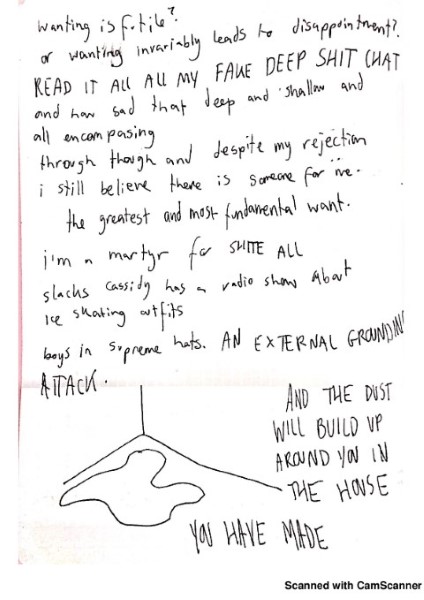 wanting is futile?
or wanting invariably leads to disappointment?
READ IT ALL ALL MY FAKE DEEP SHIT CHAT
and how sad that deep and shallow and
all encompasing
through though and despite my rejection
i still believe there is someone for me.
the greatest and most fundamental want.
i'm a martyr for SHITE ALL
slacks cassidy has a radio show about
ice skating outfits
boys in supreme hats. AN EXTERNAL GROUNDING
ATTACK.
AND THE DUST
WILL BUILD UP
AROUND YOU IN
THE HOUSE
YOU HAVE MADE
Scanned with CamScanner